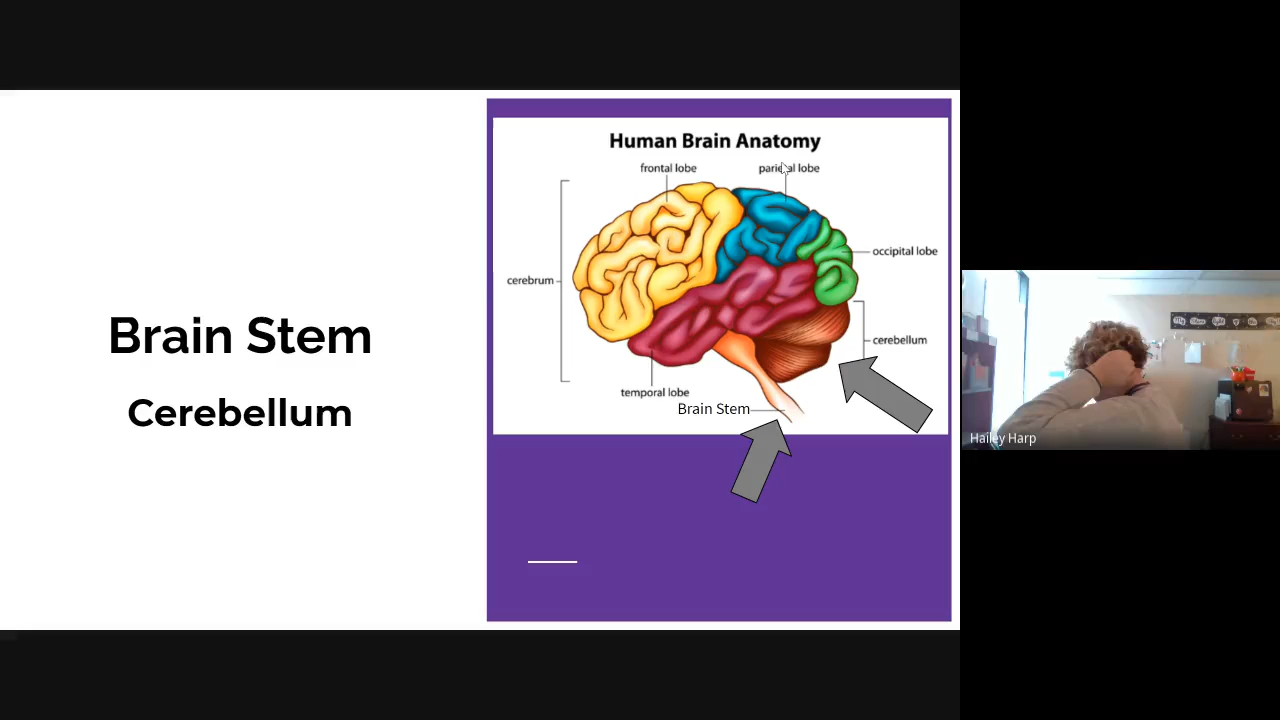 Brain Stem
Cerebellum
Human Brain Anatomy
frontal lobe
parietal lobe
occipital lobe
cerebrum
cerebellum
temporal lobe
Brain Stem
Hailey Harp